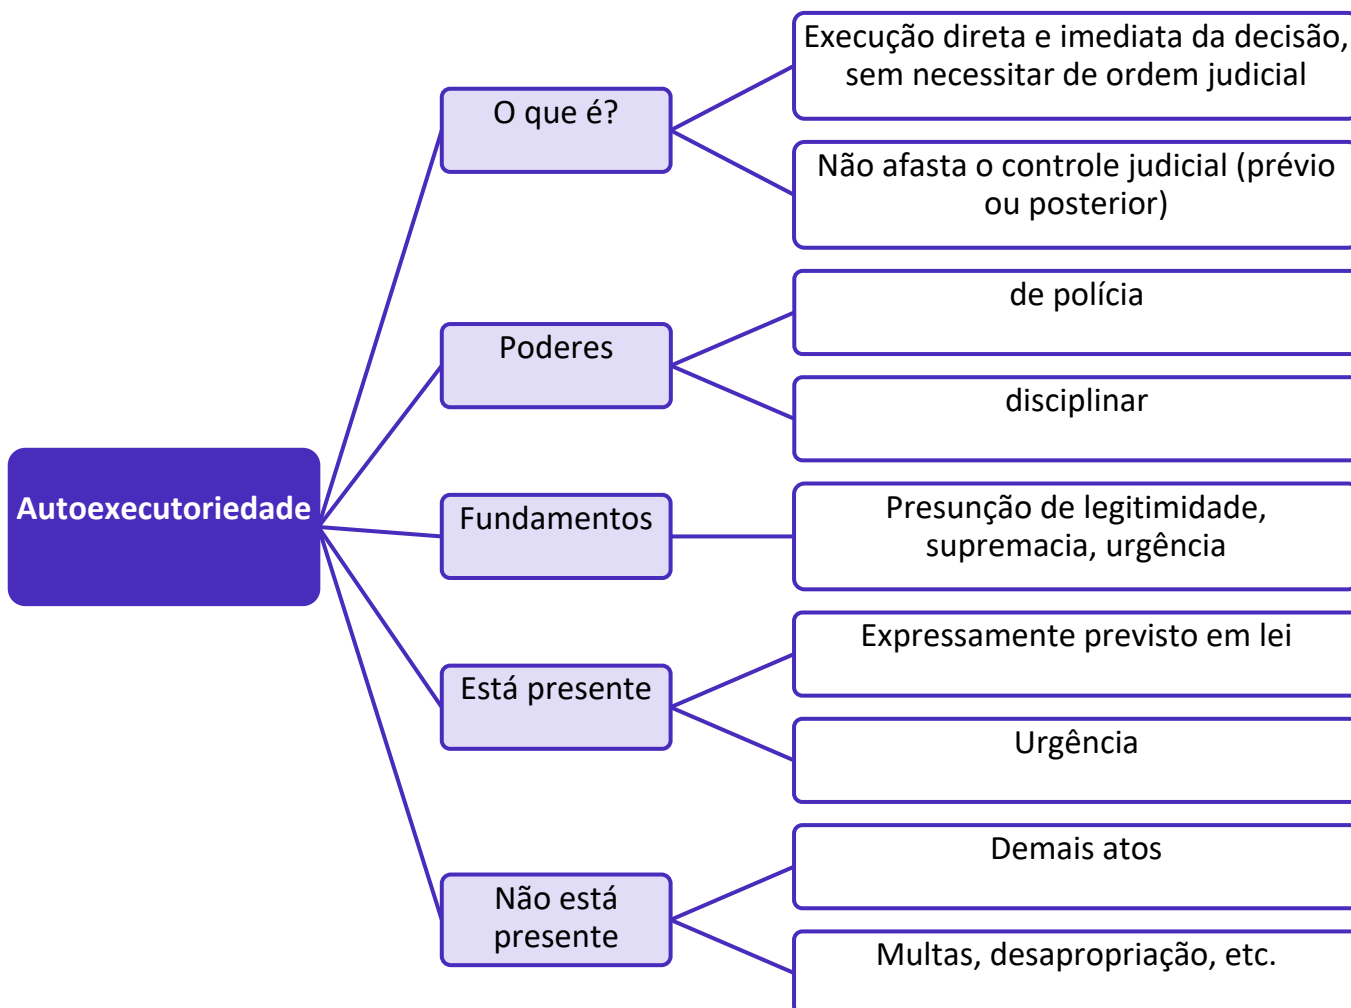 Autoexecutoriedade
O que é?
Execução direta e imediata da decisão,
sem necessitar de ordem judicial
Não afasta o controle judicial (prévio
ou posterior)
Poderes
de polícia
disciplinar
Fundamentos
Presunção de legitimidade,
supremacia, urgência
Está presente
Expressamente previsto em lei
Urgência
Não está
presente
Demais atos
Multas, desapropriação, etc.